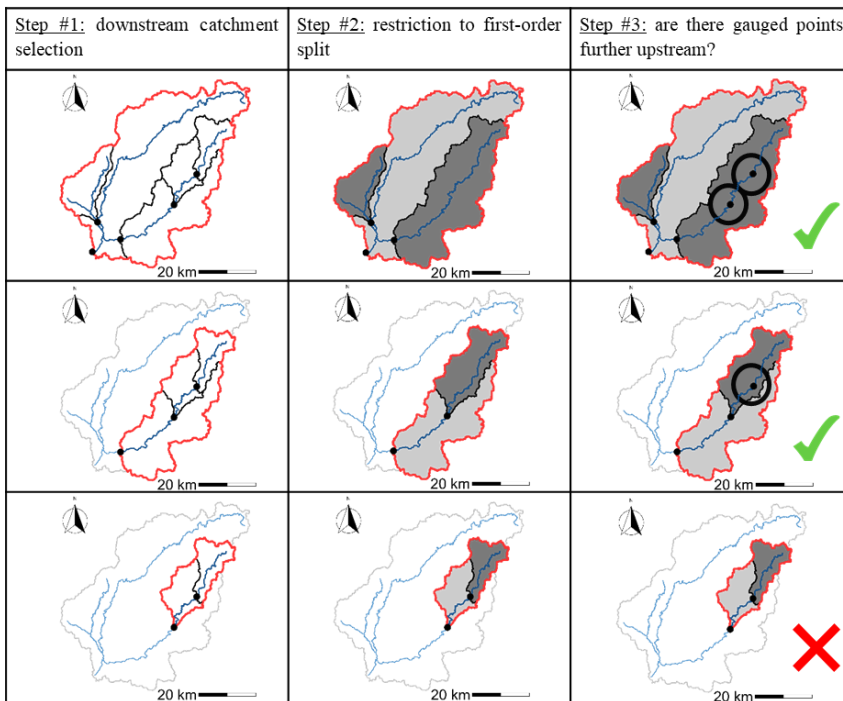 Step #1: downstream catchment
selection
Step #2: restriction to first-order
split
Step #3: are there gauged points
further upstream?
N
N
N
20 km
20 km
20 km
N
N
N
20 km
20 km
20 km
N
N
N
20 km
20 km
20 km